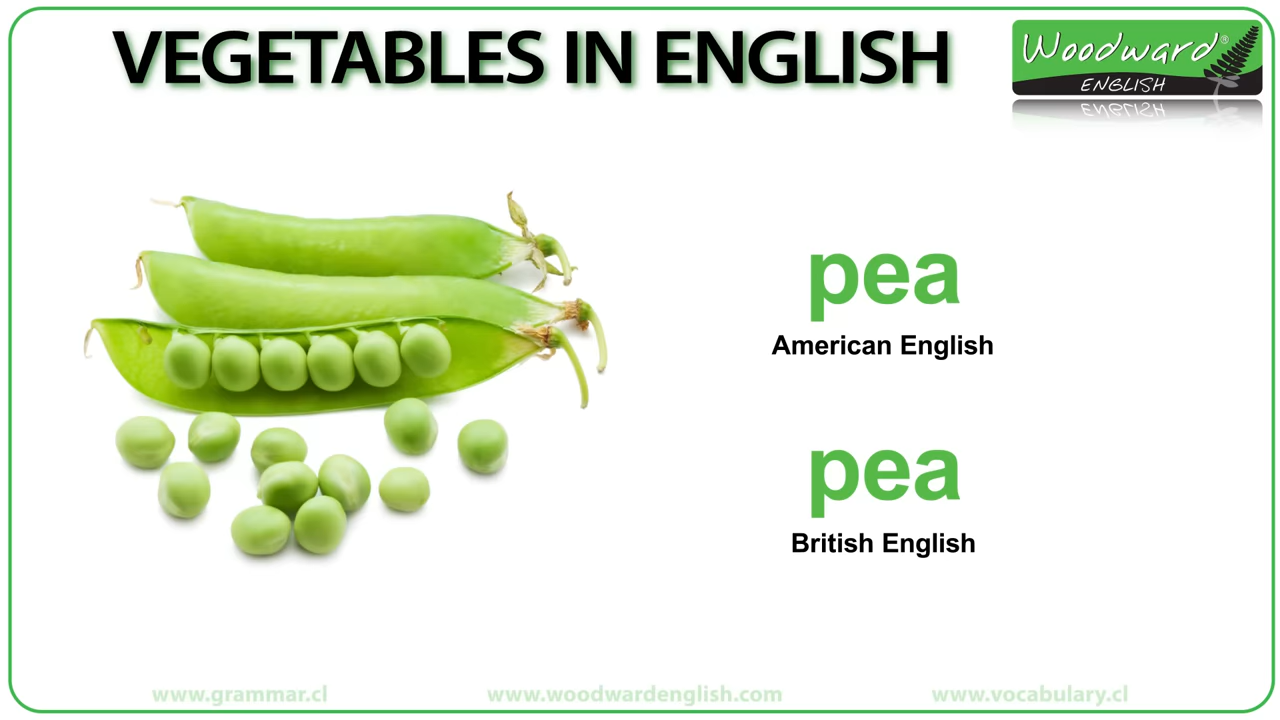 VEGETABLES IN ENGLISH
Woodward®
ENGLISH
pea
American English
pea
British English
www.grammar.cl
www.woodwardenglish.com
www.vocabulary.cl